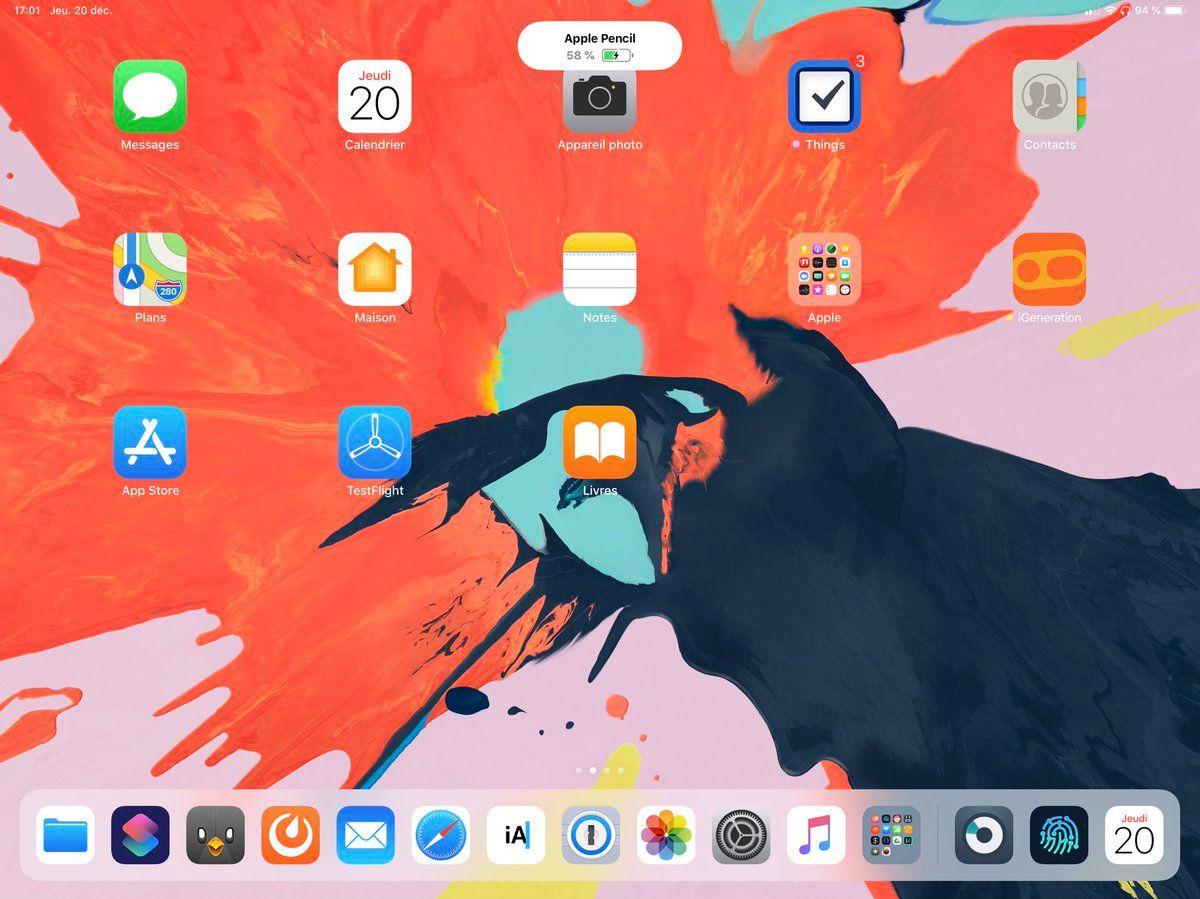 17:01 Jeu. 20 déc.
94 %
Apple Pencil
58 %
Jeudi
20
3
Messages
Calendrier
Appareil photo
Things
Contacts
280
Plans
Maison
Notes
Apple
iGeneration
App Store
TestFlight
Livres
iA
Jeudi
20